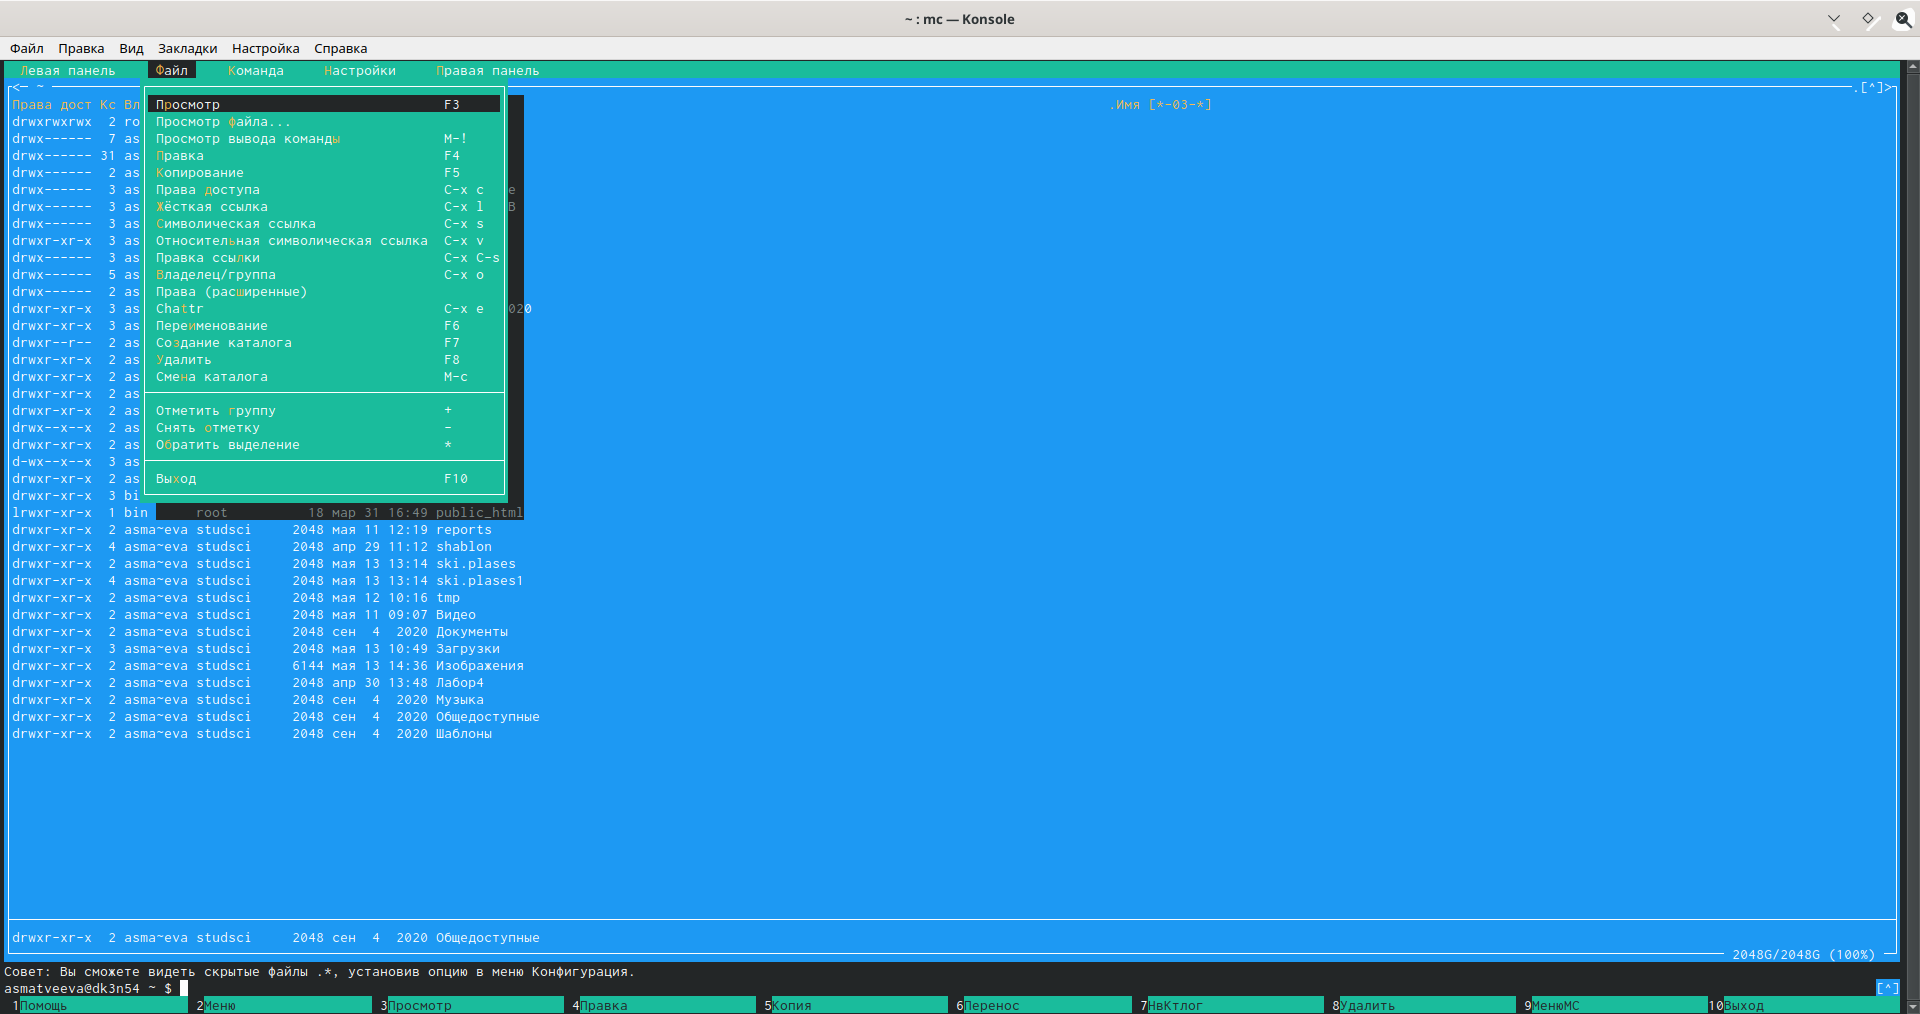 ~ : mc — Konsole
Файл Правка Вид Закладки Настройка Справка
Левая панель Файл Команда Настройки Правая панель
<— ~ .[^]>
Права дост Кс Вл .Имя [*-03-*]
Просмотр F3
drwxrwxrwx 2 ro Просмотр файла...
drwx------ 7 as Просмотр вывода команды M-!
drwx------ 31 as Правка F4
drwx------ 2 as Копирование F5
drwx------ 3 as Права доступа C-x c e
drwx------ 3 as Жёсткая ссылка C-x l B
drwx------ 3 as Символическая ссылка C-x s
drwxr-xr-x 3 as Относительная символическая ссылка C-x v
drwx------ 3 as Правка ссылки C-x C-s
drwx------ 5 as Владелец/группа C-x o
drwx------ 2 as Права (расширенные)
drwxr-xr-x 3 as Chattr C-x e 020
drwxr-xr-x 3 as Переименование F6
drwxr--r-- 2 as Создание каталога F7
drwxr-xr-x 2 as Удалить F8
drwxr-xr-x 2 as Смена каталога M-c
drwxr-xr-x 2 as
drwxr-xr-x 2 as Отметить группу +
drwx--x--x 2 as Снять отметку -
drwxr-xr-x 2 as Обратить выделение *
d-wx--x--x 3 as
drwxr-xr-x 2 as Выход F10
drwxr-xr-x 3 bi
lrwxr-xr-x 1 bin root 18 мар 31 16:49 public_html
drwxr-xr-x 2 asma~eva studsci 2048 мая 11 12:19 reports
drwxr-xr-x 4 asma~eva studsci 2048 апр 29 11:12 shablon
drwxr-xr-x 2 asma~eva studsci 2048 мая 13 13:14 ski.plases
drwxr-xr-x 4 asma~eva studsci 2048 мая 13 13:14 ski.plases1
drwxr-xr-x 2 asma~eva studsci 2048 мая 12 10:16 tmp
drwxr-xr-x 2 asma~eva studsci 2048 мая 11 09:07 Видео
drwxr-xr-x 2 asma~eva studsci 2048 сен 4 2020 Документы
drwxr-xr-x 3 asma~eva studsci 2048 мая 13 10:49 Загрузки
drwxr-xr-x 2 asma~eva studsci 6144 мая 13 14:36 Изображения
drwxr-xr-x 2 asma~eva studsci 2048 апр 30 13:48 Лабор4
drwxr-xr-x 2 asma~eva studsci 2048 сен 4 2020 Музыка
drwxr-xr-x 2 asma~eva studsci 2048 сен 4 2020 Общедоступные
drwxr-xr-x 2 asma~eva studsci 2048 сен 4 2020 Шаблоны
drwxr-xr-x 2 asma~eva studsci 2048 сен 4 2020 Общедоступные
2048G/2048G (100%)
Совет: Вы сможете видеть скрытые файлы .*, установив опцию в меню Конфигурация.
asmatveeva@dk3n54 ~ $ [^]
1Помощь 2Меню 3Просмотр 4Правка 5Копия 6Перенос 7НвКтлог 8Удалить 9МенюМС 10Выход